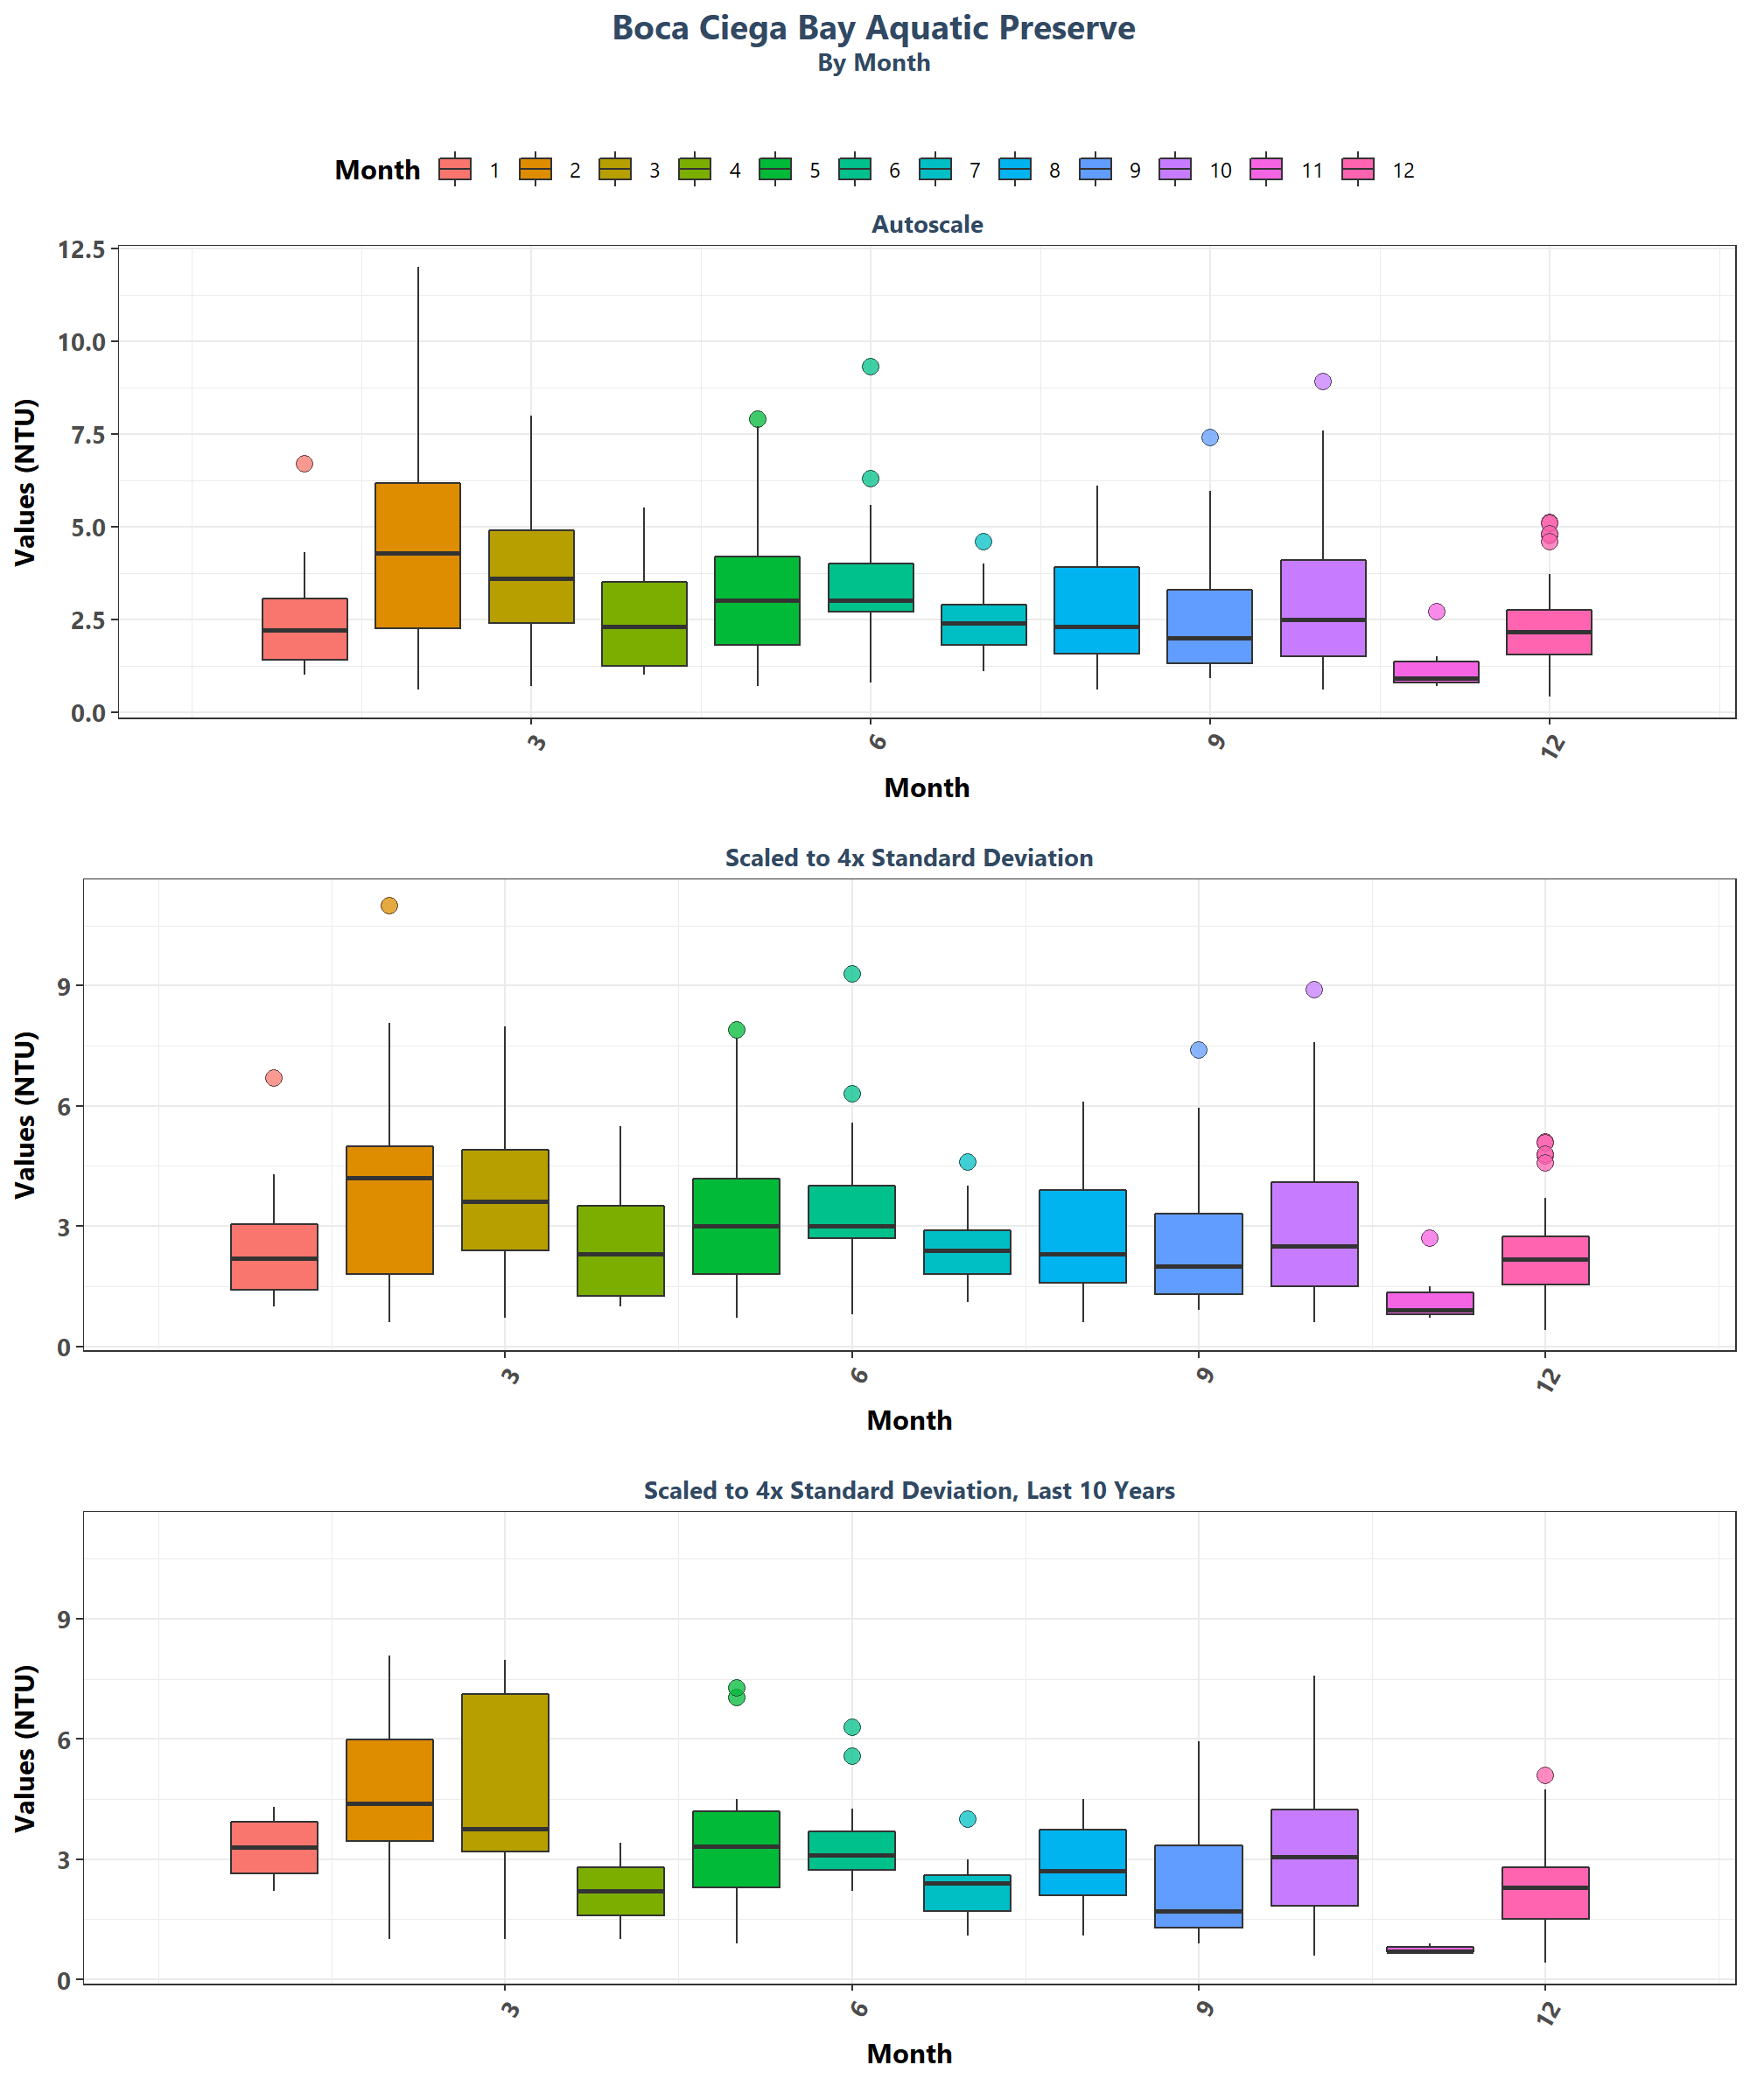 Boca Ciega Bay Aquatic Preserve
By Month
Month 1 2 3 4 5 6 7 8 9 10 11 12
Autoscale
Values (NTU)
12.5
10.0
7.5
5.0
2.5
0.0
3 6 9 12
Month
Scaled to 4x Standard Deviation
Values (NTU)
9
6
3
0
3 6 9 12
Month
Scaled to 4x Standard Deviation, Last 10 Years
Values (NTU)
9
6
3
0
3 6 9 12
Month